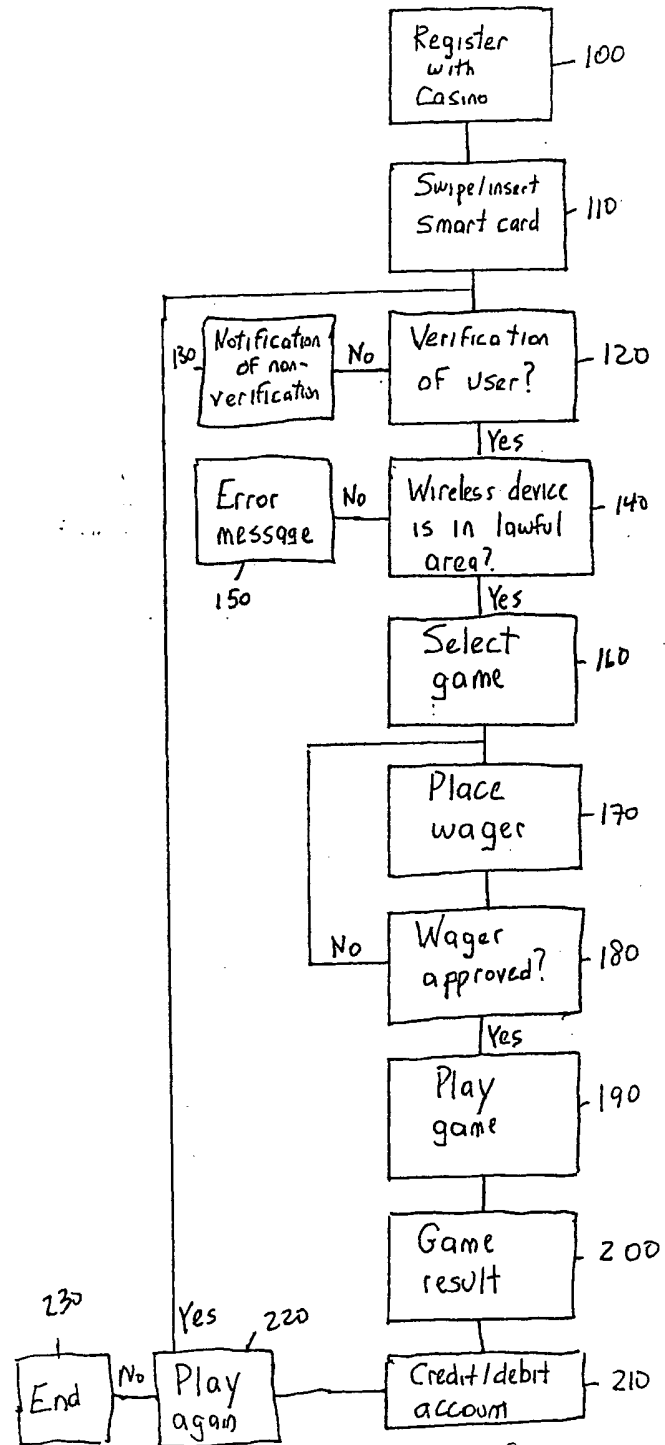 Register
with
Casino
100
Swipe/insert
Smart card
110
130
Notification
of non-
verification
No
Verification
of user?
120
Yes
Error
message
150
No
Wireless device
is in lawful
area?
140
Yes
Select
game
160
Place
wager
170
No
Wager
approved?
180
Yes
Play
game
190
Game
result
200
230
End
No
Yes
220
Play
again
Credit/debit
account
210